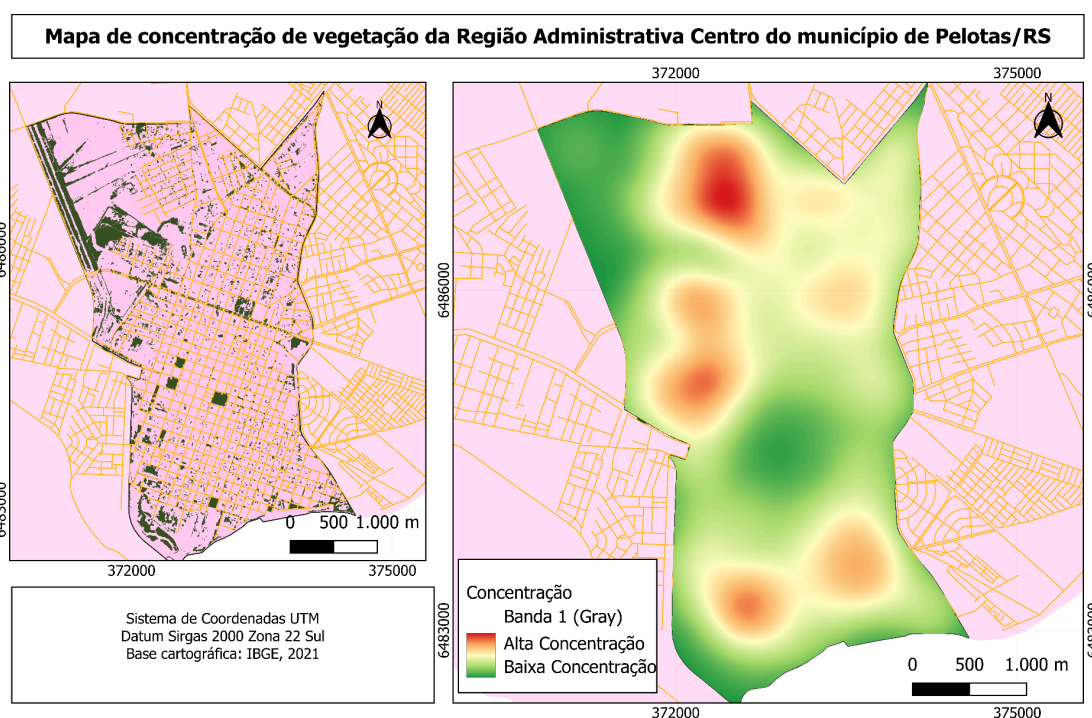 Mapa de concentração de vegetação da Região Administrativa Centro do município de Pelotas/RS
N
6486000
6483000
0 500 1.000 m
372000 375000
Sistema de Coordenadas UTM
Datum Sirgas 2000 Zona 22 Sul
Base cartográfica: IBGE, 2021
372000 375000
N
6486000 6486000
6483000 6483000
Concentração
Banda 1 (Gray)
Alta Concentração
Baixa Concentração
0 500 1.000 m
372000 375000